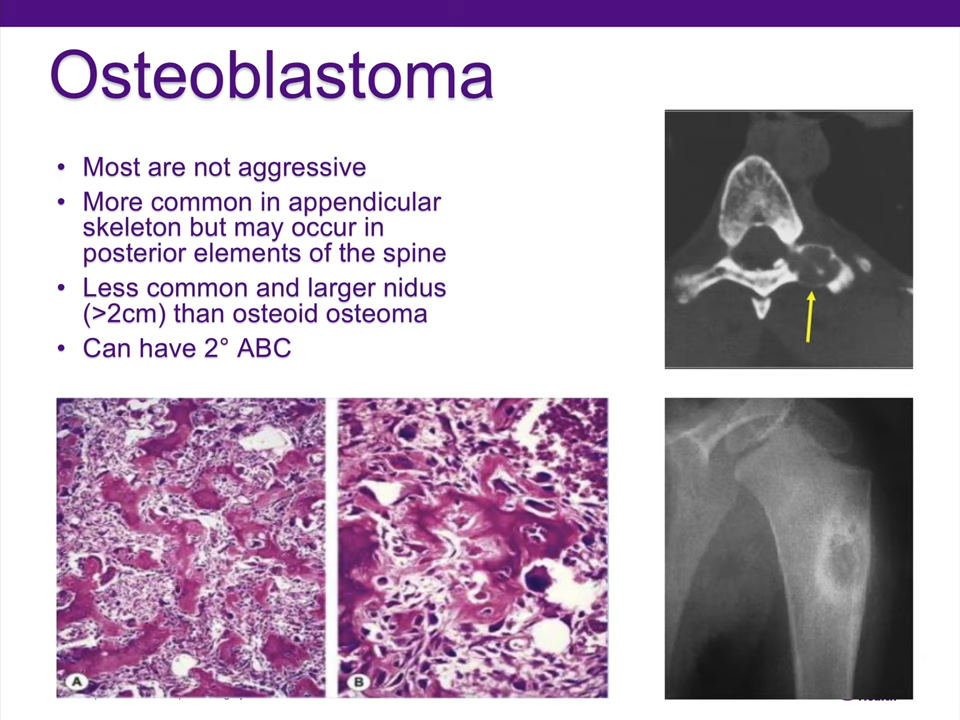 Osteoblastoma
• Most are not aggressive
• More common in appendicular
skeleton but may occur in
posterior elements of the spine
• Less common and larger nidus
(>2cm) than osteoid osteoma
• Can have 2° ABC
A
B